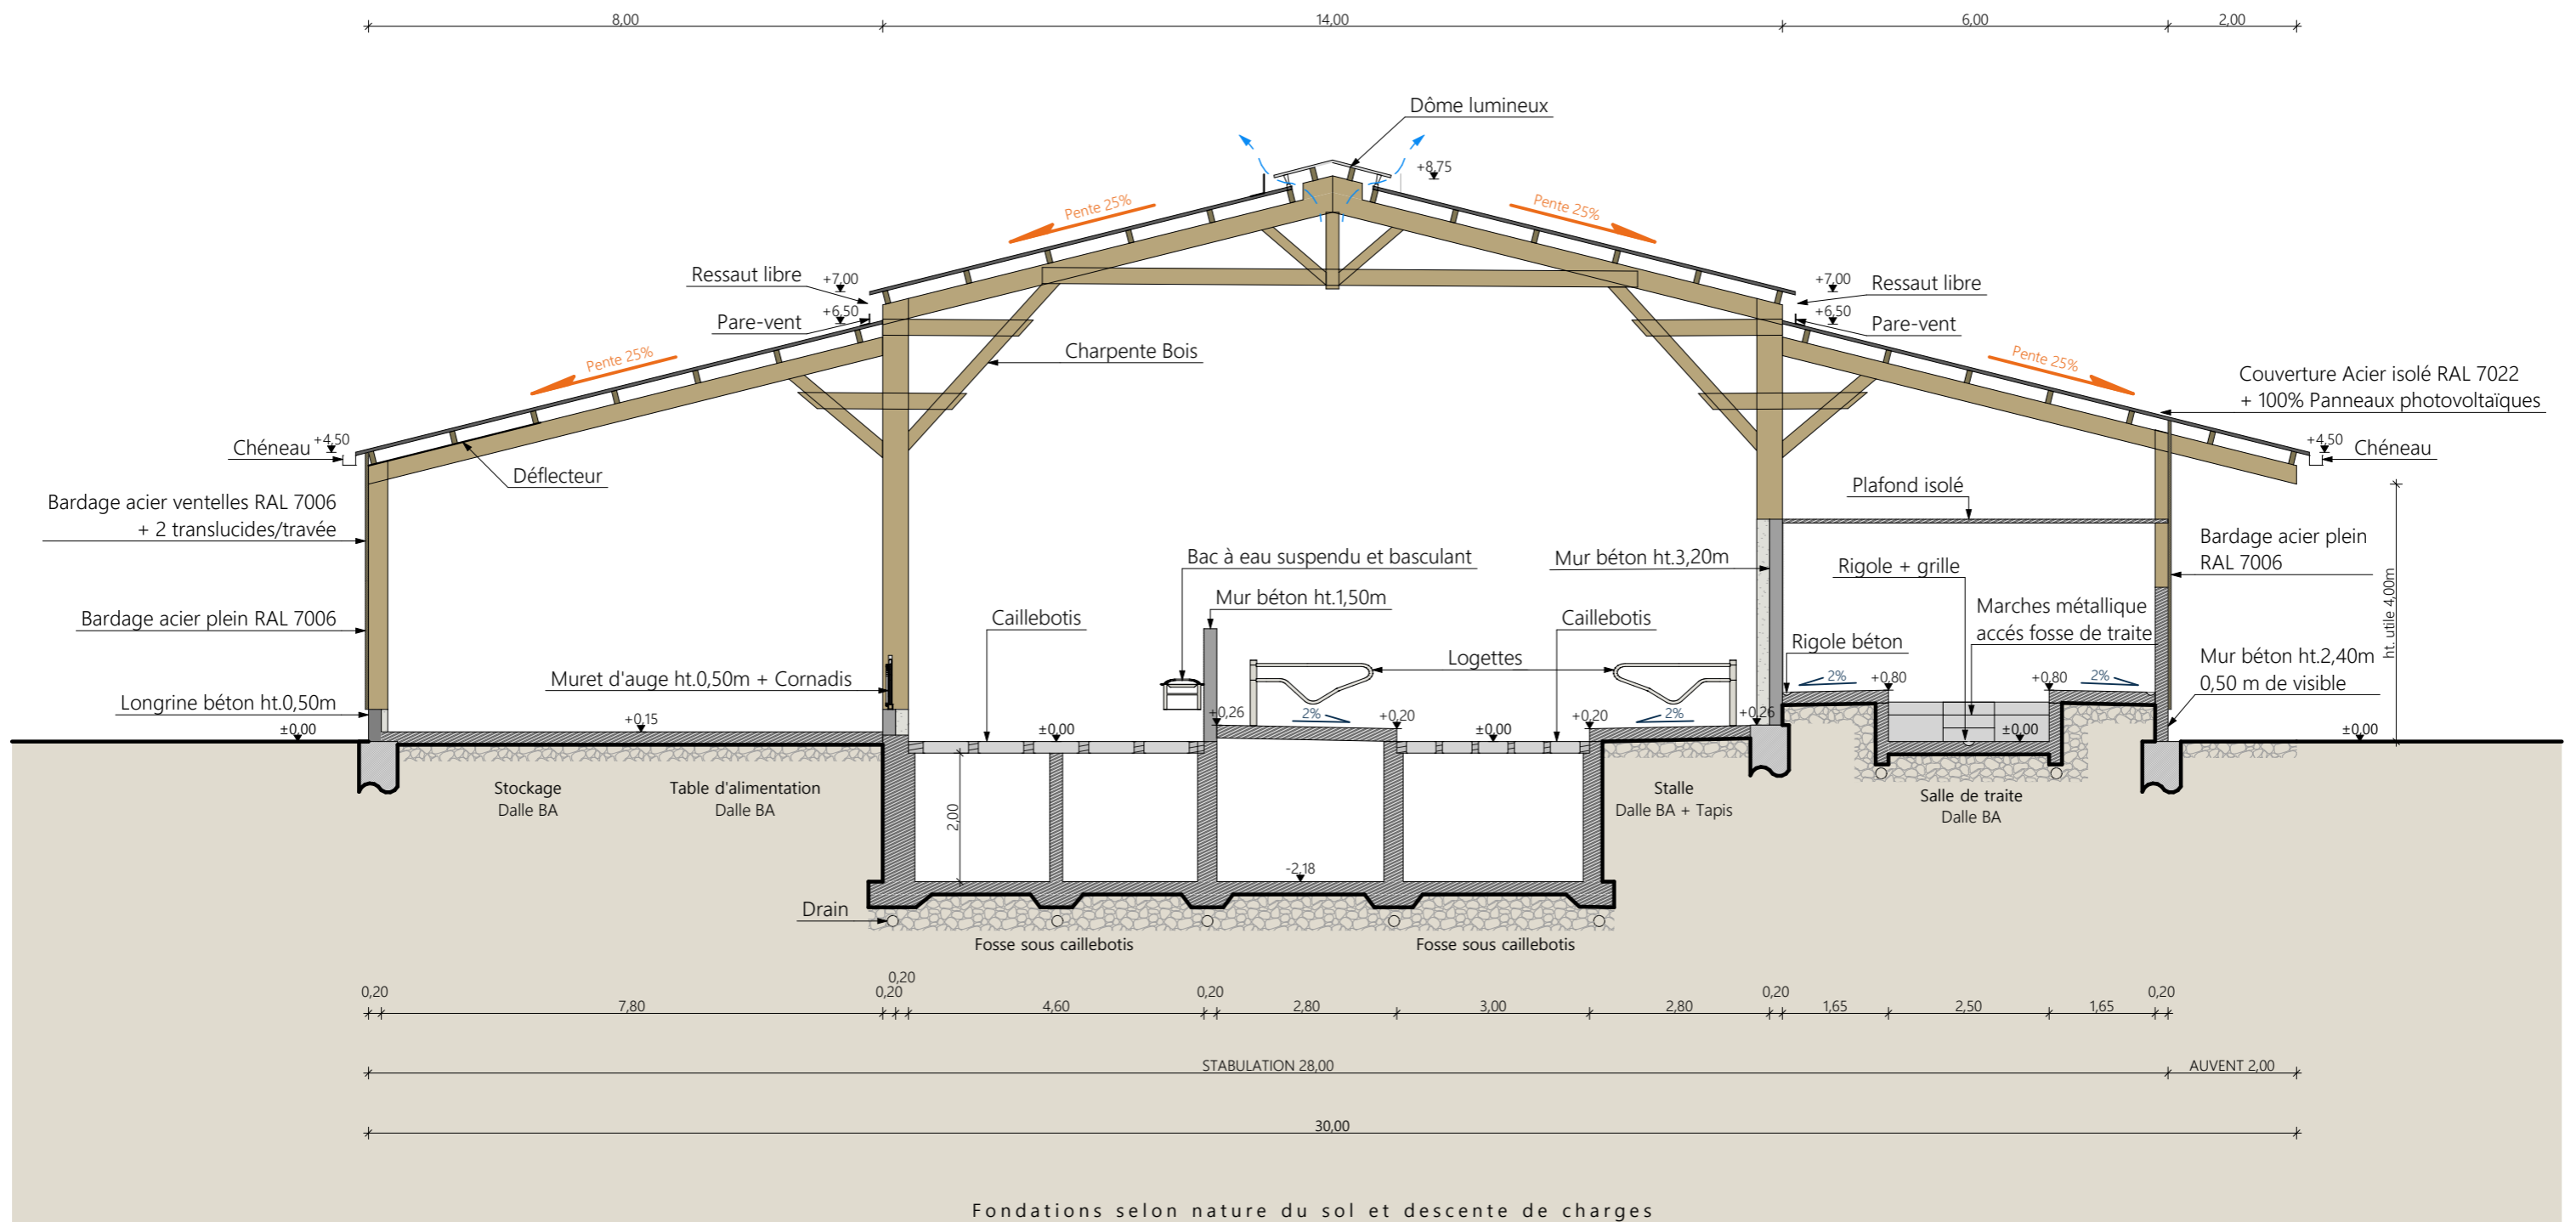 8,00
14,00
6,00
2,00
Dôme lumineux
+8,75
Pente 25%
Pente 25%
Ressaut libre
+7,00
+7,00
Ressaut libre
Pare-vent
+6,50
+6,50
Pare-vent
Charpente Bois
Pente 25%
Pente 25%
Couverture Acier isolé RAL 7022
+ 100% Panneaux photovoltaïques
Chéneau
+4,50
+4,50
Chéneau
Déflecteur
Plafond isolé
Bardage acier ventelles RAL 7006
+ 2 translucides/travée
Bac à eau suspendu et basculant
Mur béton ht.3,20m
Rigole + grille
Bardage acier plein
RAL 7006
ht. utile 4,00m
Mur béton ht.1,50m
Bardage acier plein RAL 7006
Caillebotis
Caillebotis
Marches métallique
accés fosse de traite
Rigole béton
Logettes
Muret d'auge ht.0,50m + Cornadis
Mur béton ht.2,40m
0,50 m de visible
Longrine béton ht.0,50m
2%
+0,80
+0,80
2%
±0,00
+0,15
±0,00
+0,26
2%
+0,20
±0,00
+0,20
2%
+0,26
±0,00
±0,00
Stockage
Dalle BA
Table d'alimentation
Dalle BA
2,00
Stalle
Dalle BA + Tapis
Salle de traite
Dalle BA
-2,18
Drain
Fosse sous caillebotis
Fosse sous caillebotis
0,20
7,80
0,20
0,20
4,60
0,20
2,80
3,00
2,80
0,20
1,65
2,50
1,65
0,20
STABULATION 28,00
AUVENT 2,00
30,00
Fondations selon nature du sol et descente de charges